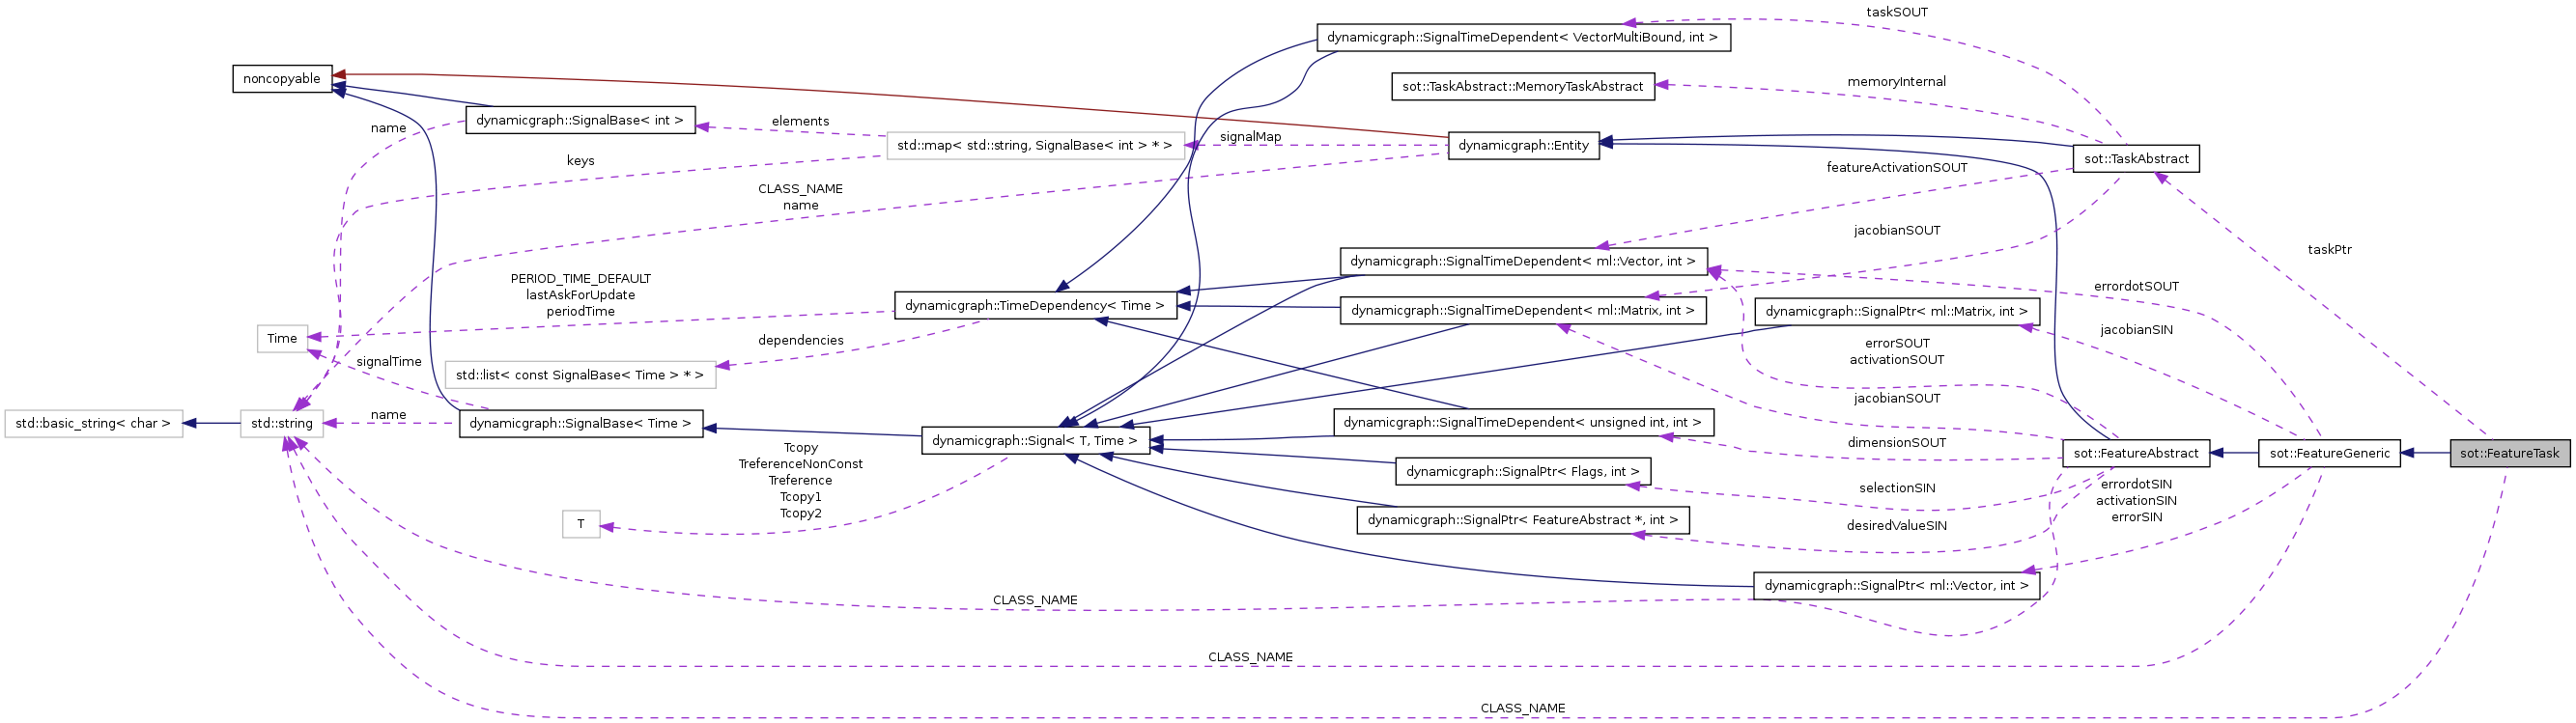 taskSOUT
dynamicgraph::SignalTimeDependent< VectorMultiBound, int >
noncopyable
memoryInternal
sot::TaskAbstract::MemoryTaskAbstract
dynamicgraph::SignalBase< int >
elements
name
signalMap
std::map< std::string, SignalBase< int > * >
dynamicgraph::Entity
keys
sot::TaskAbstract
featureActivationSOUT
CLASS_NAME
name
jacobianSOUT
taskPtr
dynamicgraph::SignalTimeDependent< ml::Vector, int >
PERIOD_TIME_DEFAULT
lastAskForUpdate
periodTime
errordotSOUT
dynamicgraph::TimeDependency< Time >
dynamicgraph::SignalTimeDependent< ml::Matrix, int >
dynamicgraph::SignalPtr< ml::Matrix, int >
jacobianSIN
Time
dependencies
errorSOUT
activationSOUT
signalTime
std::list< const SignalBase< Time > * >
jacobianSOUT
std::basic_string< char >
std::string
name
dynamicgraph::SignalBase< Time >
dynamicgraph::SignalTimeDependent< unsigned int, int >
dynamicgraph::Signal< T, Time >
dimensionSOUT
sot::FeatureAbstract
sot::FeatureGeneric
sot::FeatureTask
Tcopy
TreferenceNonConst
Treference
Tcopy1
Tcopy2
dynamicgraph::SignalPtr< Flags, int >
selectionSIN
errordotSIN
activationSIN
errorSIN
T
dynamicgraph::SignalPtr< FeatureAbstract *, int >
desiredValueSIN
dynamicgraph::SignalPtr< ml::Vector, int >
CLASS_NAME
CLASS_NAME
CLASS_NAME